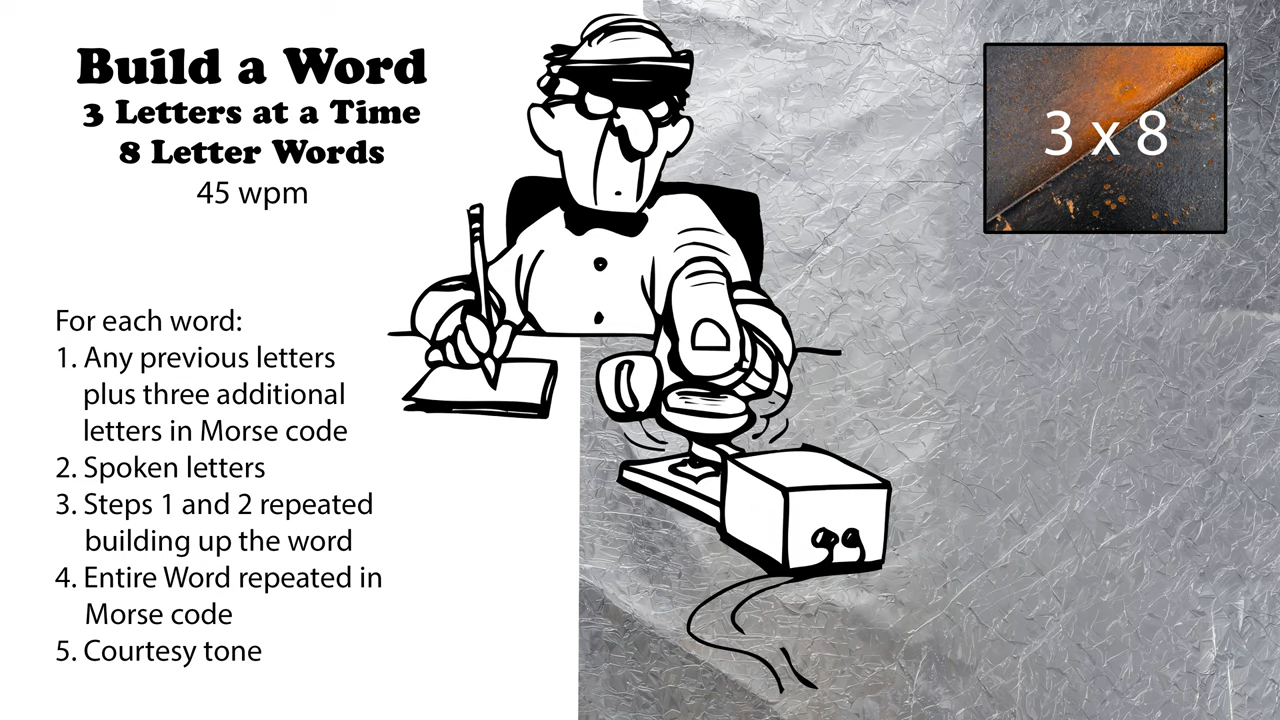 Build a Word
3 Letters at a Time
8 Letter Words
45 wpm
3 x 8
For each word:
1. Any previous letters
plus three additional
letters in Morse code
2. Spoken letters
3. Steps 1 and 2 repeated
building up the word
4. Entire Word repeated in
Morse code
5. Courtesy tone